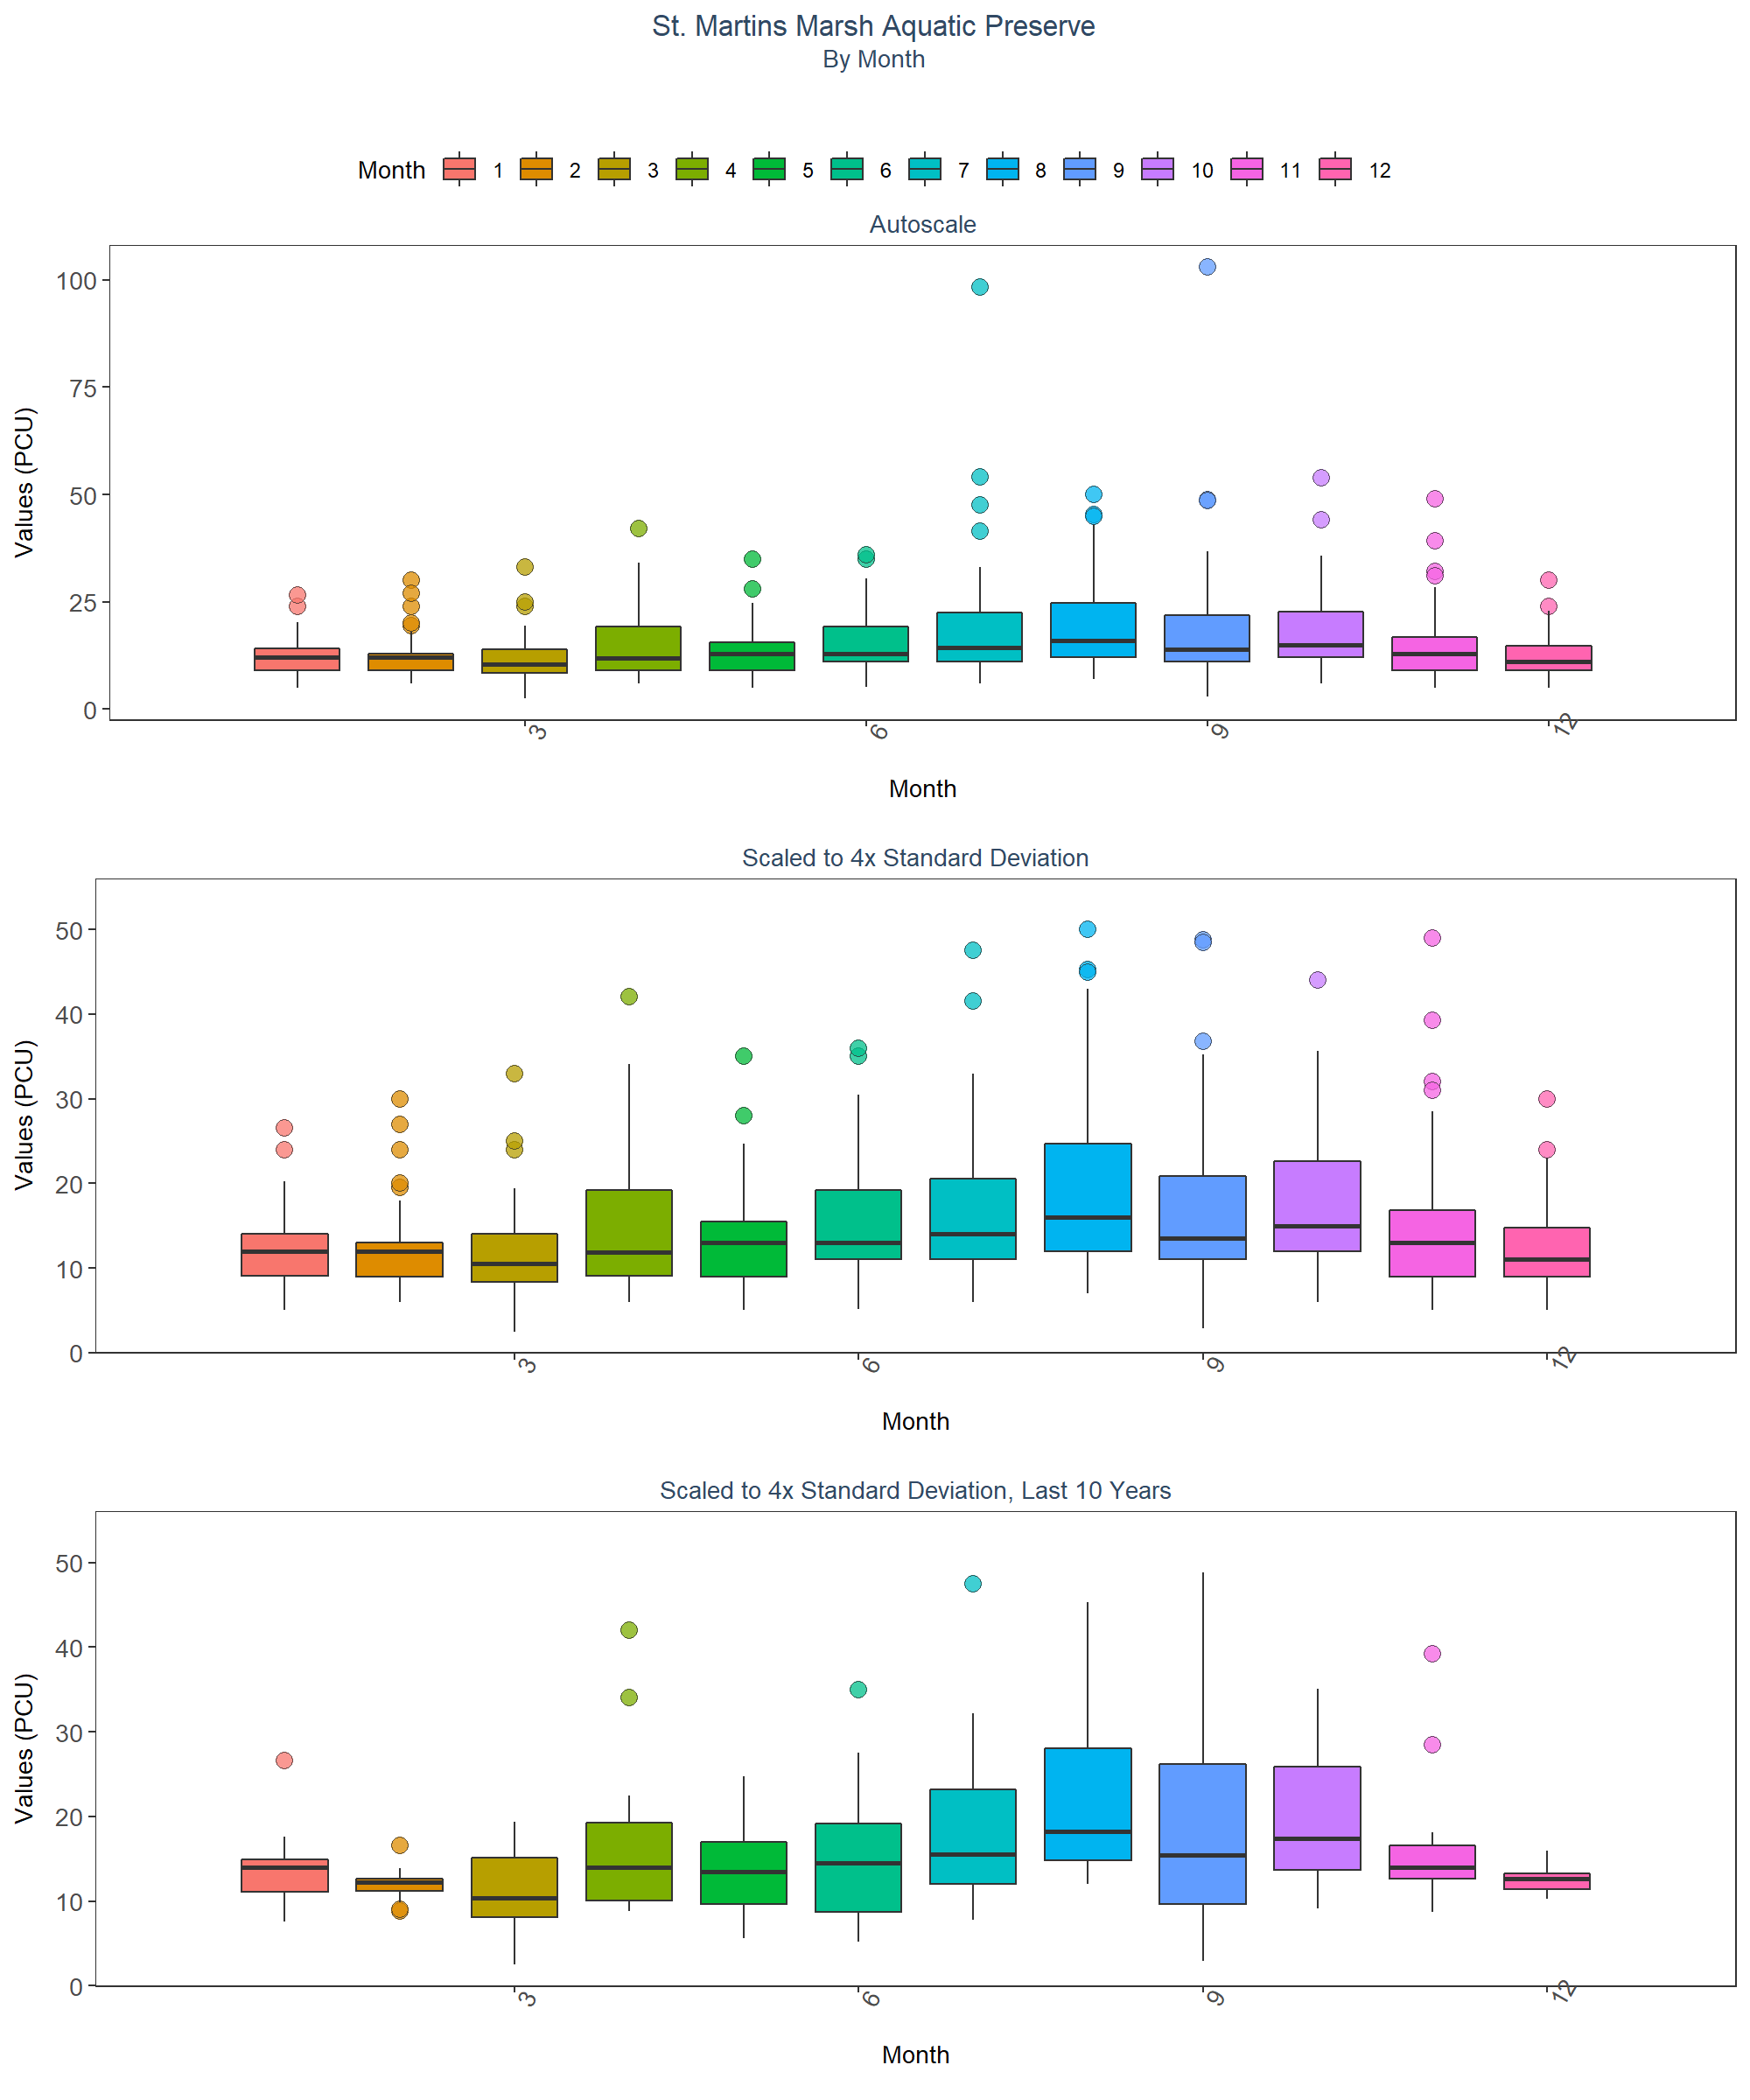 St. Martins Marsh Aquatic Preserve
By Month
Month 1 2 3 4 5 6 7 8 9 10 11 12
Autoscale
Values (PCU)
100
75
50
25
0
3 6 9 12
Month
Scaled to 4x Standard Deviation
Values (PCU)
50
40
30
20
10
0
3 6 9 12
Month
Scaled to 4x Standard Deviation, Last 10 Years
Values (PCU)
50
40
30
20
10
0
3 6 9 12
Month